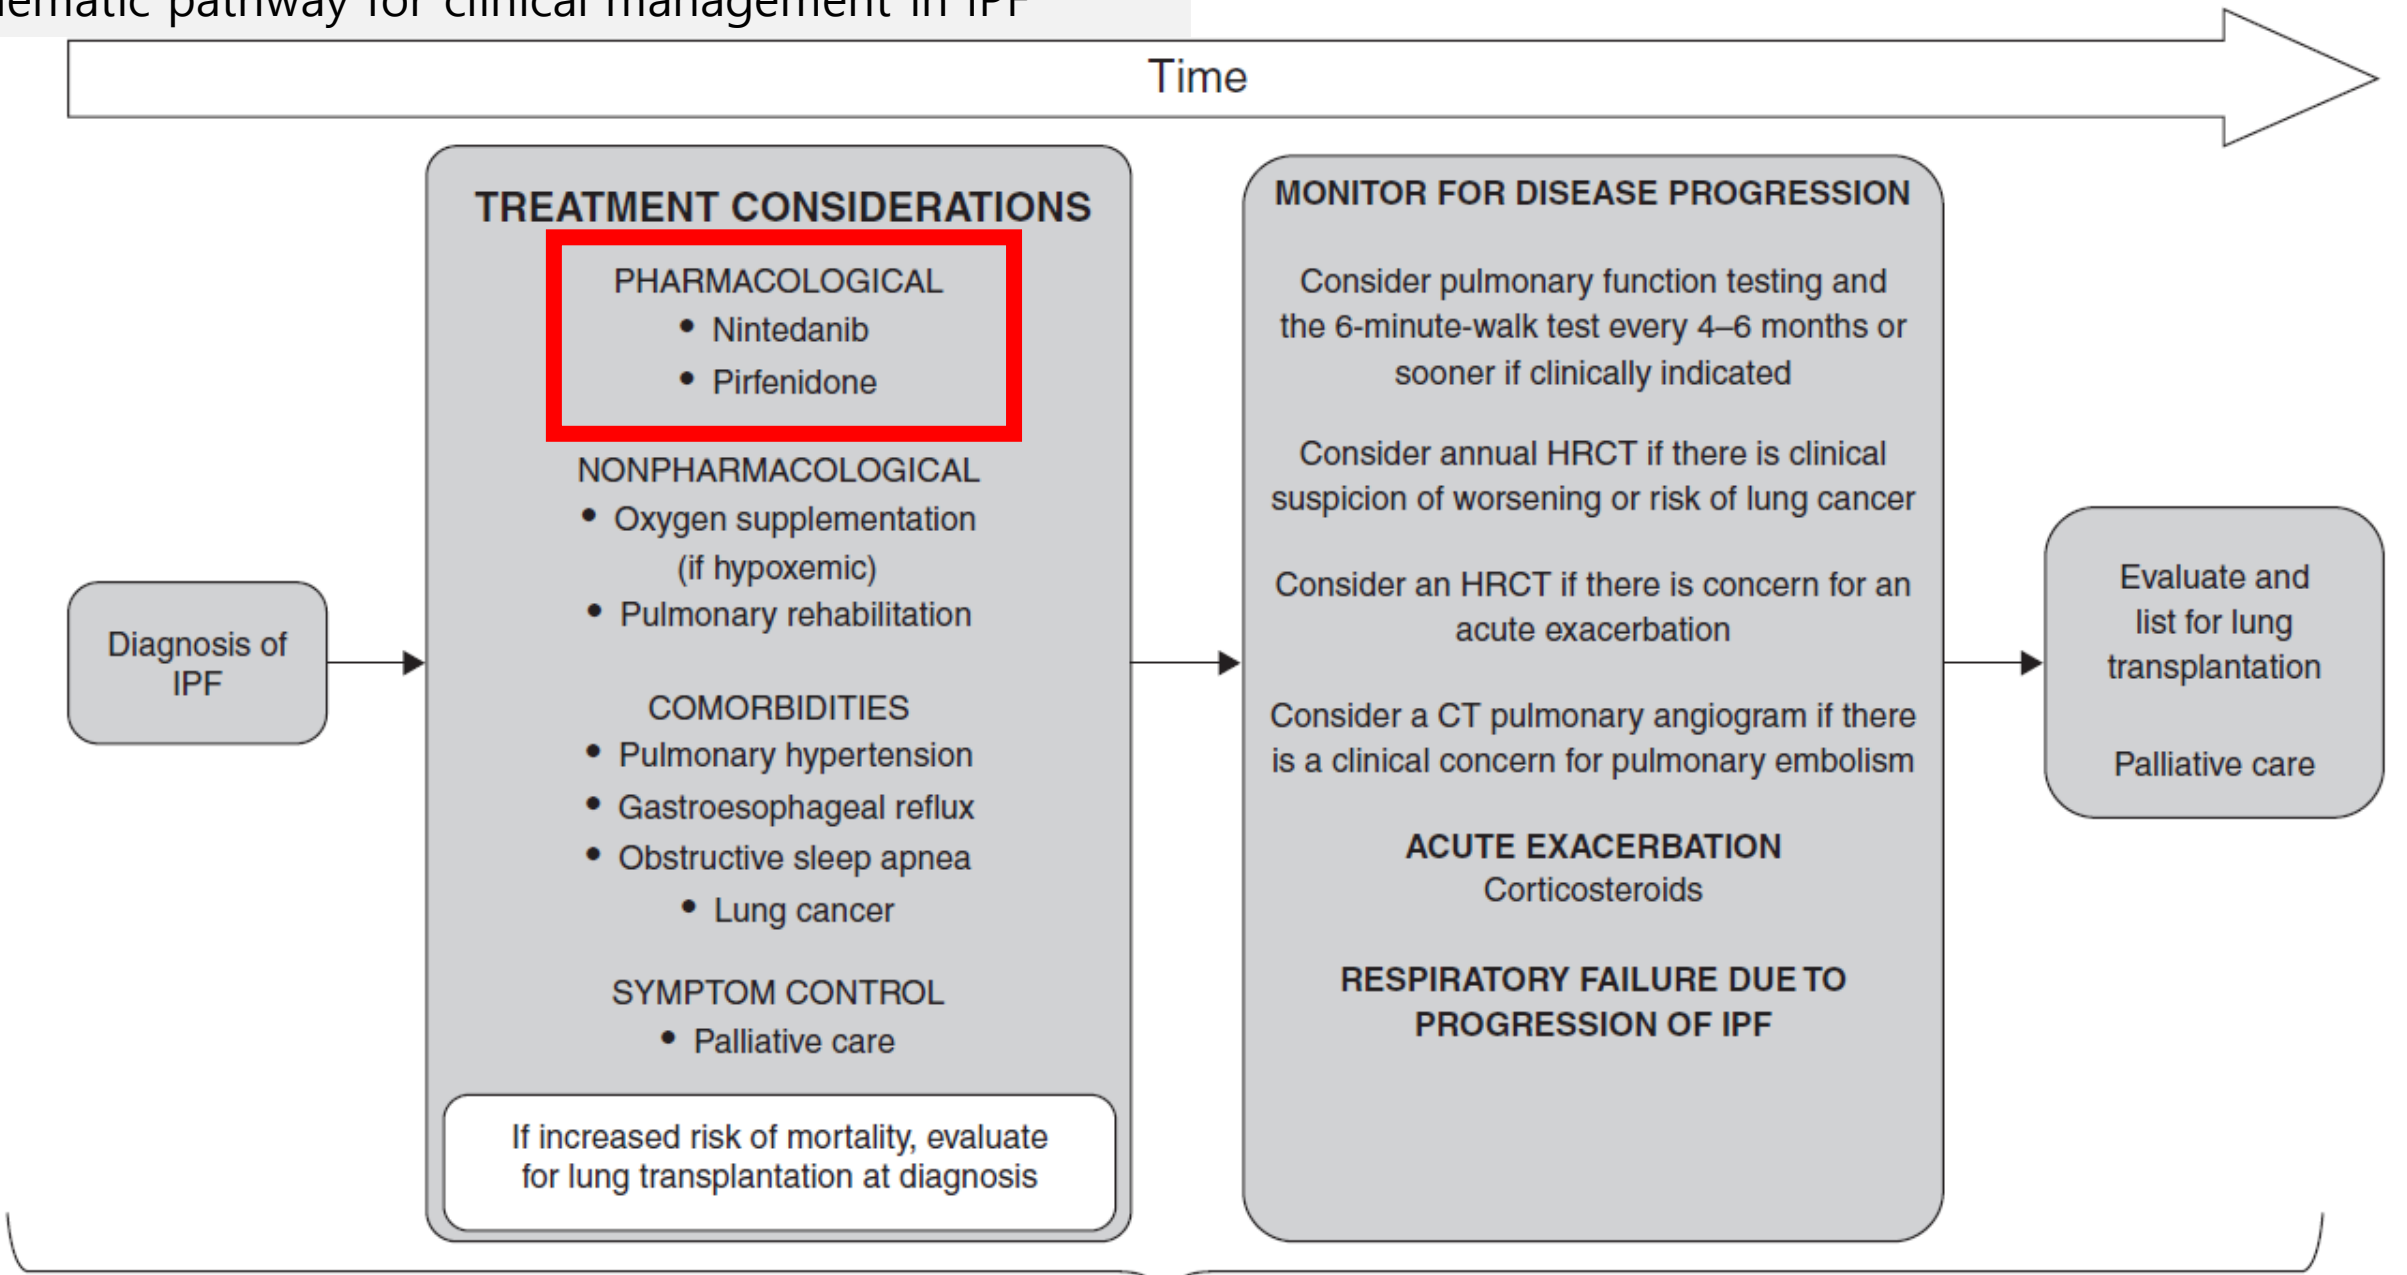 pathway for clinical management in IPF
Time
TREATMENT CONSIDERATIONS
PHARMACOLOGICAL
• Nintedanib
• Pirfenidone
NONPHARMACOLOGICAL
• Oxygen supplementation
(if hypoxemic)
• Pulmonary rehabilitation
COMORBIDITIES
• Pulmonary hypertension
• Gastroesophageal reflux
• Obstructive sleep apnea
• Lung cancer
SYMPTOM CONTROL
• Palliative care
If increased risk of mortality, evaluate
for lung transplantation at diagnosis
Diagnosis of
IPF
MONITOR FOR DISEASE PROGRESSION
Consider pulmonary function testing and
the 6-minute-walk test every 4–6 months or
sooner if clinically indicated
Consider annual HRCT if there is clinical
suspicion of worsening or risk of lung cancer
Consider an HRCT if there is concern for an
acute exacerbation
Consider a CT pulmonary angiogram if there
is a clinical concern for pulmonary embolism
ACUTE EXACERBATION
Corticosteroids
RESPIRATORY FAILURE DUE TO
PROGRESSION OF IPF
Evaluate and
list for lung
transplantation
Palliative care